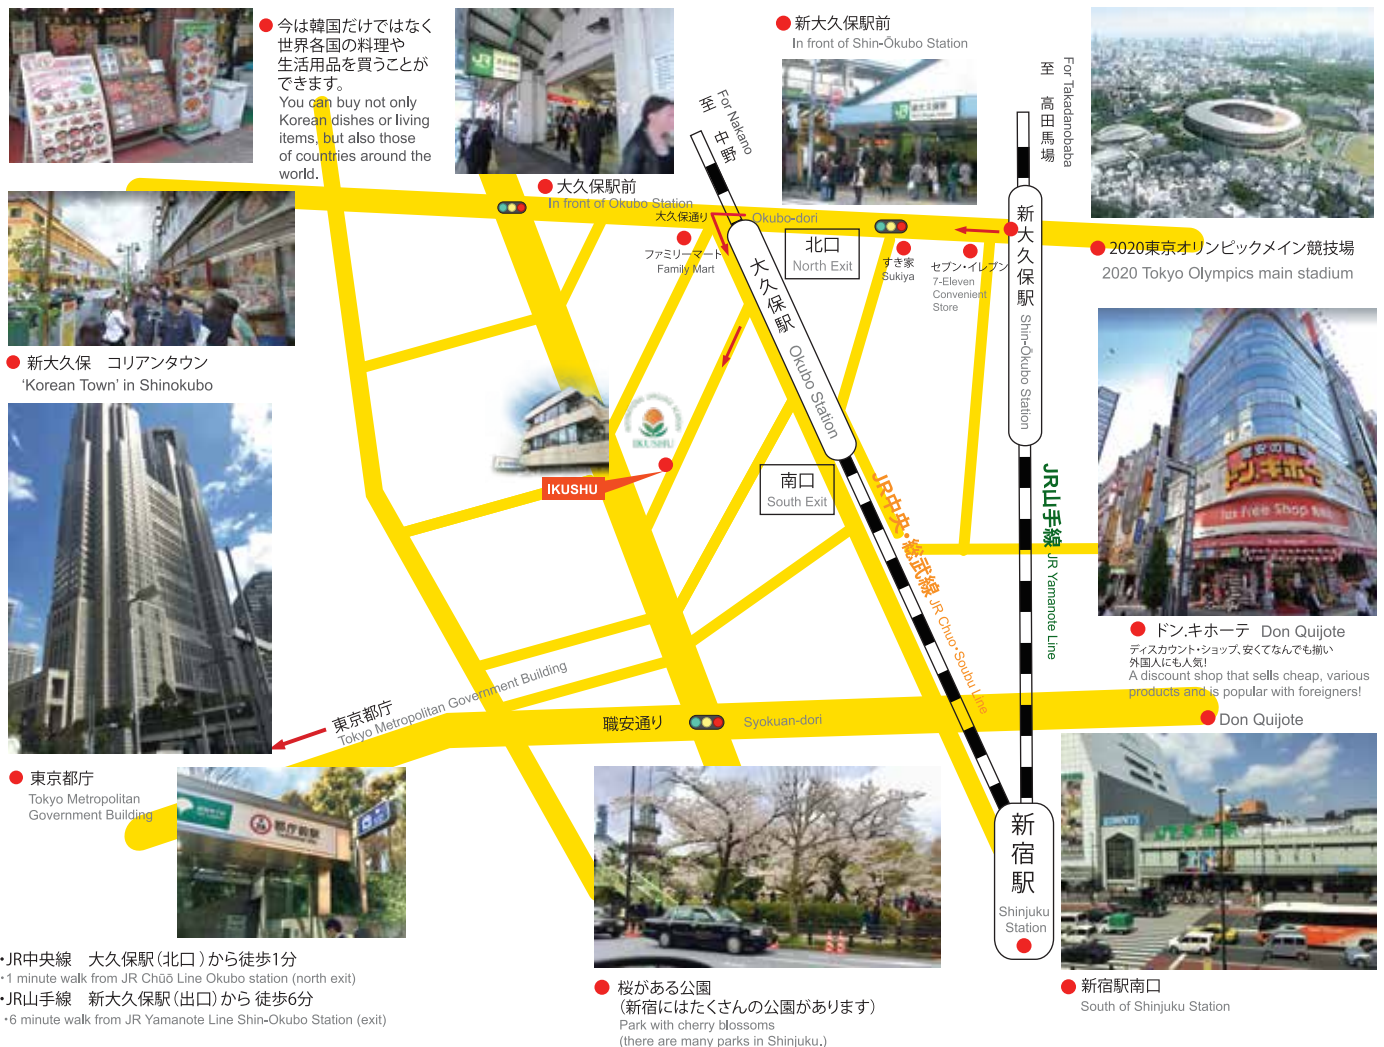 今は韓国だけではなく
世界各国の料理や
生活用品を買うことが
できます。
You can buy not only
Korean dishes or living
items, but also those
of countries around the
world.
大久保駅前
In front of Okubo Station
新大久保駅前
In front of Shin-Ōkubo Station
至 中野
For Nakano
至 高田馬場
For Takadanobaba
2020東京オリンピックメイン競技場
2020 Tokyo Olympics main stadium
大久保通り
Okubo-dori
ファミリーマート
Family Mart
北口
North Exit
すき家
Sukiya
セブン・イレブン
7-Eleven
Convenient
Store
新大久保駅
Shin-Ōkubo Station
大久保駅
Okubo Station
新大久保　コリアンタウン
'Korean Town' in Shinokubo
IKUSHU
IKUSHU
南口
South Exit
JR中央・総武線
JR Chuo・Soubu Line
JR山手線
JR Yamanote Line
ドン・キホーテ
Tax Free Shop
ドン.キホーテ Don Quijote
ディスカウント・ショップ、安くてなんでも揃い
外国人にも人気！
A discount shop that sells cheap, various
products and is popular with foreigners!
Don Quijote
東京都庁
Tokyo Metropolitan Government Building
職安通り
Syokuan-dori
東京都庁
Tokyo Metropolitan
Government Building
都庁前駅
新宿駅
Shinjuku
Station
・JR中央線　大久保駅（北口）から徒歩1分
・1 minute walk from JR Chūō Line Okubo station (north exit)
・JR山手線　新大久保駅（出口）から 徒歩6分
・6 minute walk from JR Yamanote Line Shin-Okubo Station (exit)
桜がある公園
（新宿にはたくさんの公園があります）
Park with cherry blossoms
(there are many parks in Shinjuku.)
新宿駅南口
South of Shinjuku Station